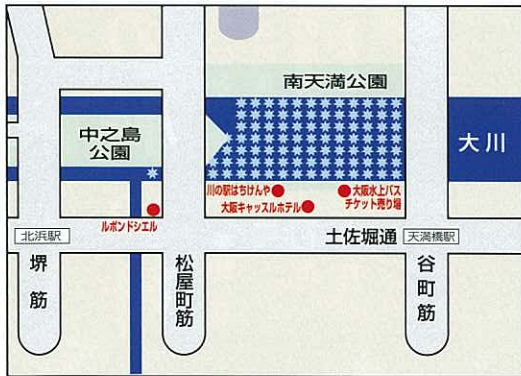 南天満公園
中之島
公園
大川
川の駅はちけんや
大阪水上バス
チケット売り場
大阪キャッスルホテル
ルポンドシエル
北浜駅
土佐堀通
天満橋駅
堺筋
松屋町筋
谷町筋